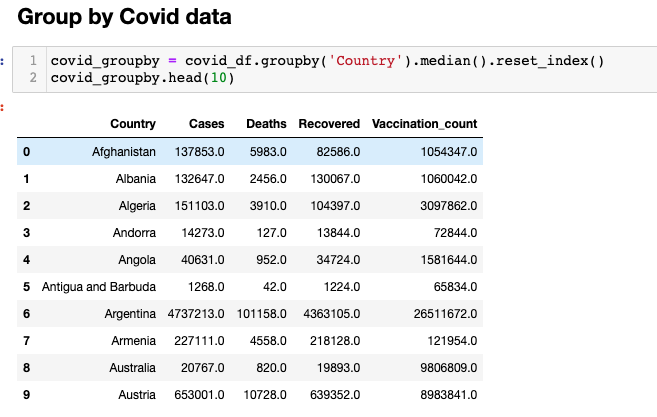 Group by Covid data
1 covid_groupby = covid_df.groupby('Country').median().reset_index()
2 covid_groupby.head(10)
Country Cases Deaths Recovered Vaccination_count
0 Afghanistan 137853.0 5983.0 82586.0 1054347.0
1 Albania 132647.0 2456.0 130067.0 1060042.0
2 Algeria 151103.0 3910.0 104397.0 3097862.0
3 Andorra 14273.0 127.0 13844.0 72844.0
4 Angola 40631.0 952.0 34724.0 1581644.0
5 Antigua and Barbuda 1268.0 42.0 1224.0 65834.0
6 Argentina 4737213.0 101158.0 4363105.0 26511672.0
7 Armenia 227111.0 4558.0 218128.0 121954.0
8 Australia 20767.0 820.0 19893.0 9806809.0
9 Austria 653001.0 10728.0 639352.0 8983841.0